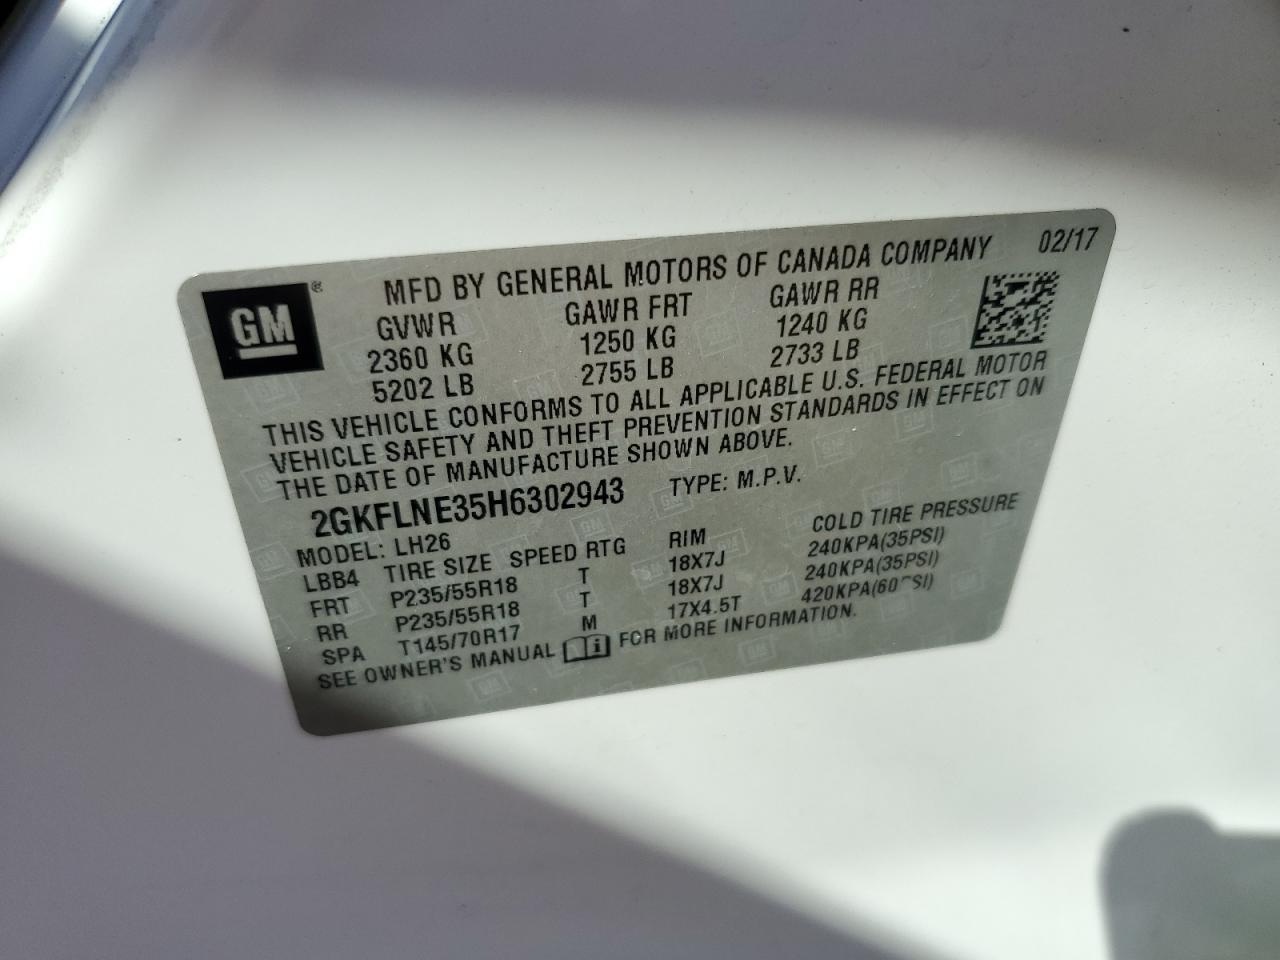 GM ® MFD BY GENERAL MOTORS OF CANADA COMPANY 02/17
GVWR GAWR FRT GAWR RR
2360 KG 1250 KG 1240 KG
5202 LB 2755 LB 2733 LB
THIS VEHICLE CONFORMS TO ALL APPLICABLE U.S. FEDERAL MOTOR
VEHICLE SAFETY AND THEFT PREVENTION STANDARDS IN EFFECT ON
THE DATE OF MANUFACTURE SHOWN ABOVE.
2GKFLNE35H6302943 TYPE: M.P.V.
MODEL: LH26
LBB4 TIRE SIZE SPEED RTG RIM COLD TIRE PRESSURE
FRT P235/55R18 T 18X7J 240KPA(35PSI)
RR P235/55R18 T 18X7J 240KPA(35PSI)
SPA T145/70R17 M 17X4.5T 420KPA(60PSI)
SEE OWNER'S MANUAL i FOR MORE INFORMATION.